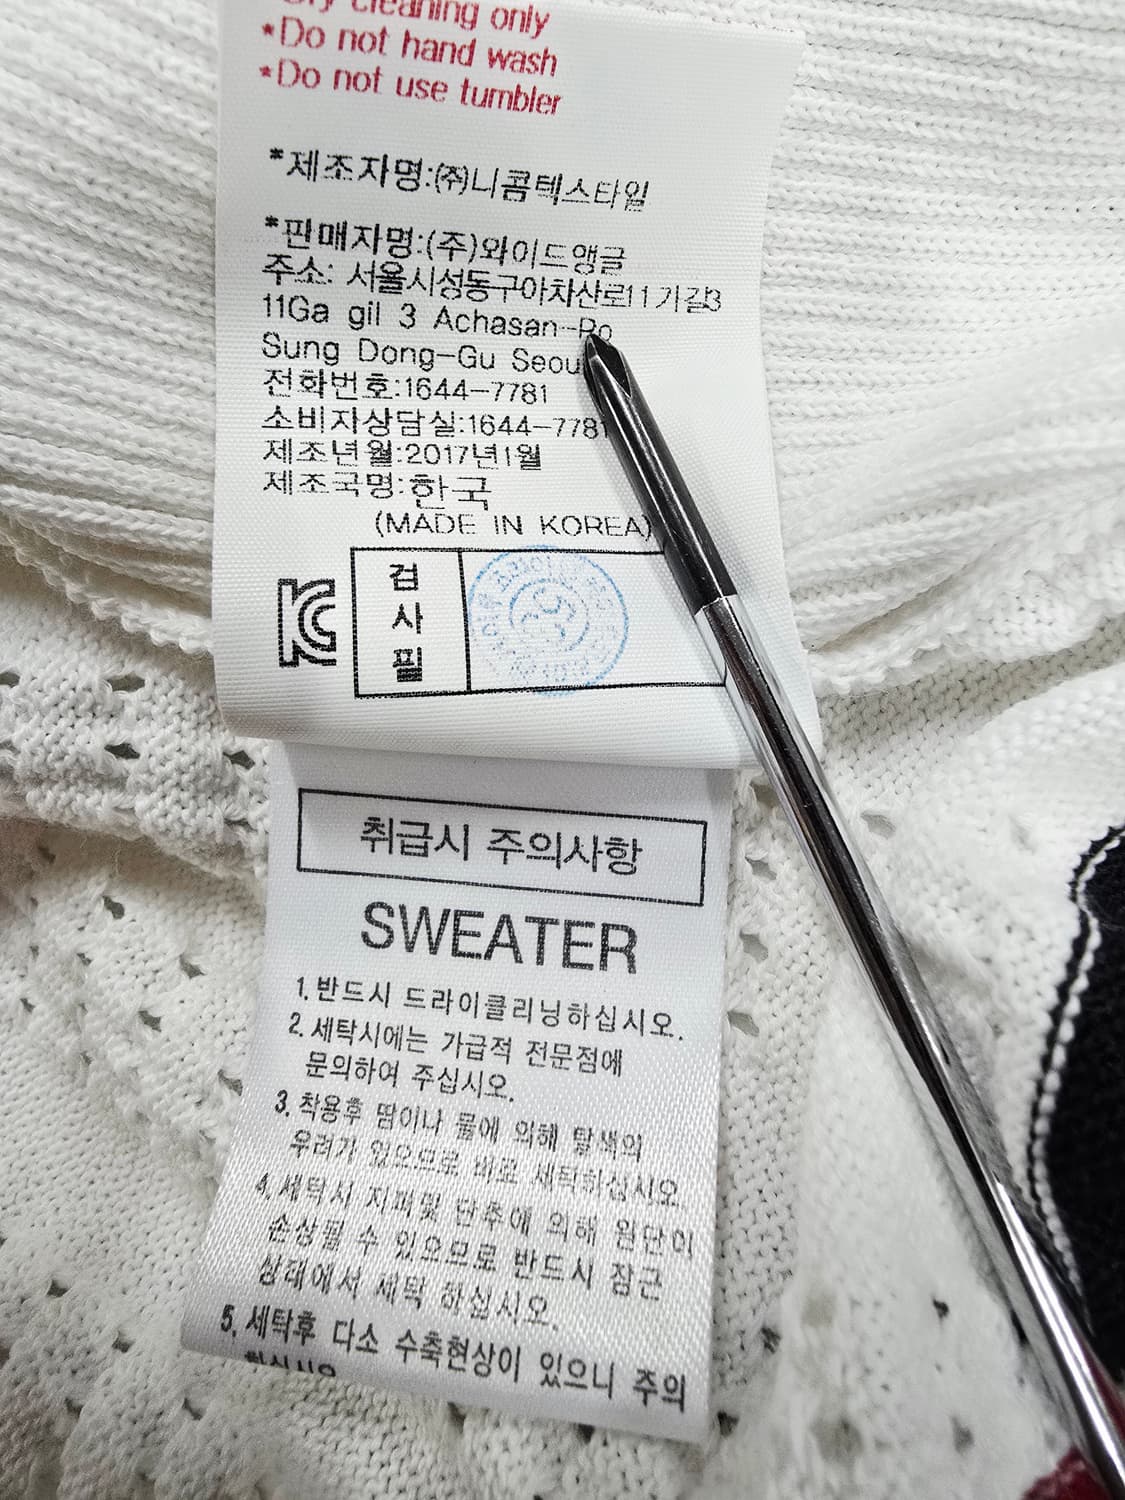 Dry cleaning only
*Do not hand wash
*Do not use tumbler
*제조자명:㈜니콤텍스타일
*판매자명:(주)와이드앵글
주소: 서울시성동구아차산로11가길3
11Ga gil 3 Achasan-Ro
Sung Dong-Gu Seou
전화번호:1644-7781
소비자상담실:1644-7781
제조년월:2017년1월
제조국명:한국
(MADE IN KOREA)
KC
검
사
필
취급시 주의사항
SWEATER
1. 반드시 드라이클리닝하십시오.
2. 세탁시에는 가급적 전문점에
문의하여 주십시오.
3. 착용후 땀이나 물에 의해 탈색의
우려가 있으므로 바로 세탁하십시오
4. 세탁시 지퍼및 단추에 의해 원단이
손상될 수 있으므로 반드시 잠근
상태에서 세탁 하십시오.
5. 세탁후 다소 수축현상이 있으니 주의
하십시오